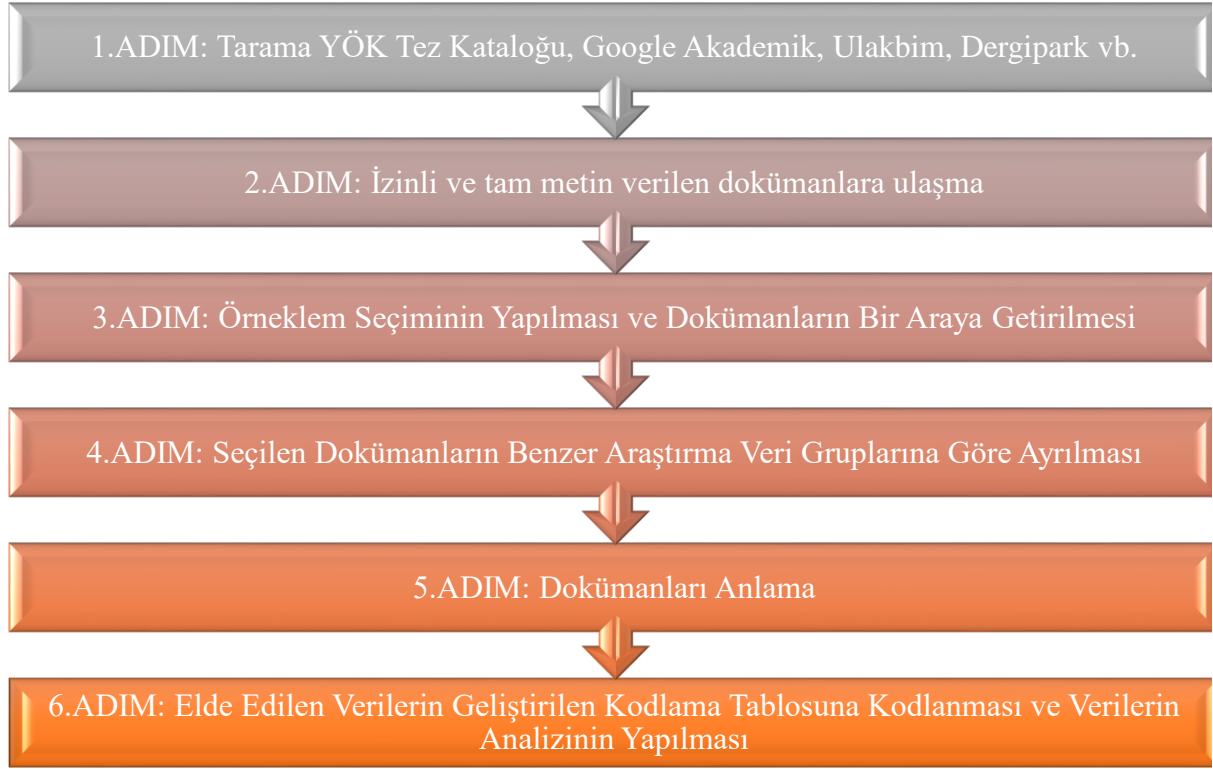 1.ADIM: Tarama YÖK Tez Kataloğu, Google Akademik, Ulakbim, Dergipark vb.
2.ADIM: İzinli ve tam metin verilen dokümanlara ulaşma
3.ADIM: Örneklem Seçiminin Yapılması ve Dokümanların Bir Araya Getirilmesi
4.ADIM: Seçilen Dokümanların Benzer Araştırma Veri Gruplarına Göre Ayrılması
5.ADIM: Dokümanları Anlama
6.ADIM: Elde Edilen Verilerin Geliştirilen Kodlama Tablosuna Kodlanması ve Verilerin
Analizinin Yapılması